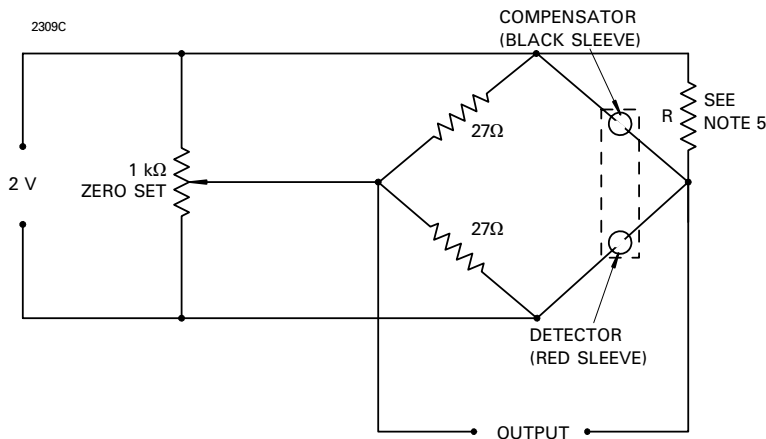 2309C
COMPENSATOR
(BLACK SLEEVE)
27Ω
R
SEE
NOTE 5
2 V
1 kΩ
ZERO SET
27Ω
DETECTOR
(RED SLEEVE)
OUTPUT